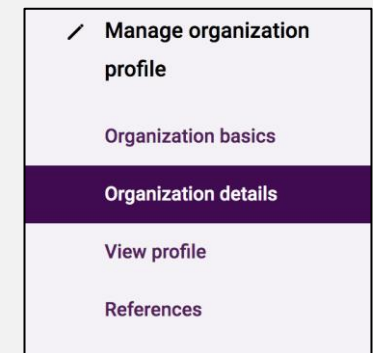 Manage organization
profile
Organization basics
Organization details
View profile
References